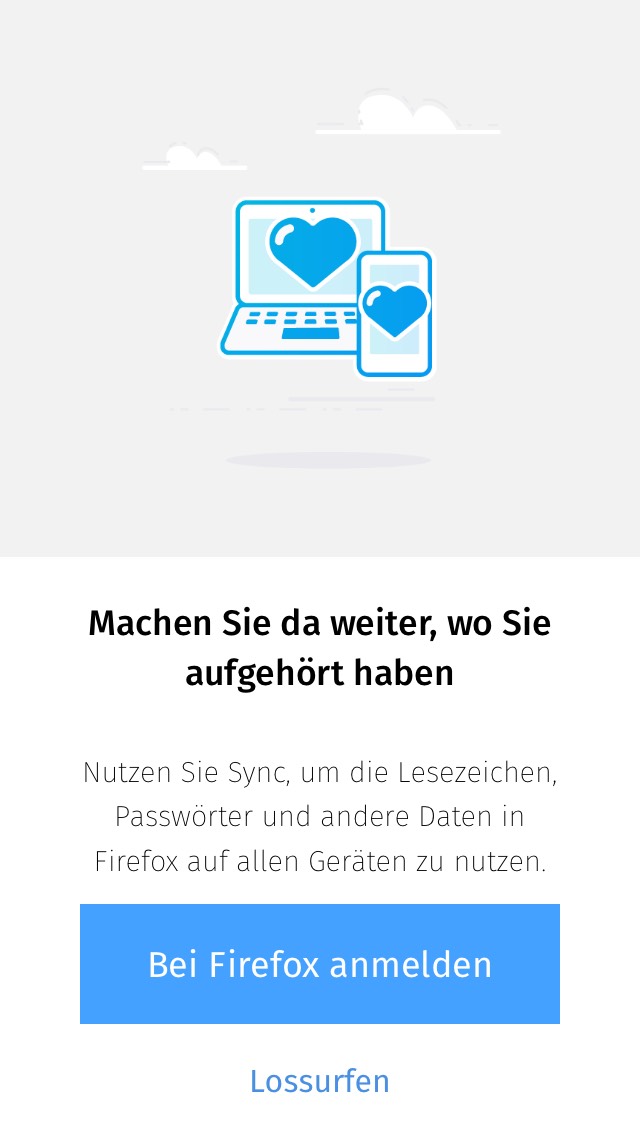 Machen Sie da weiter, wo Sie
aufgehört haben
Nutzen Sie Sync, um die Lesezeichen,
Passwörter und andere Daten in
Firefox auf allen Geräten zu nutzen.
Bei Firefox anmelden
Lossurfen